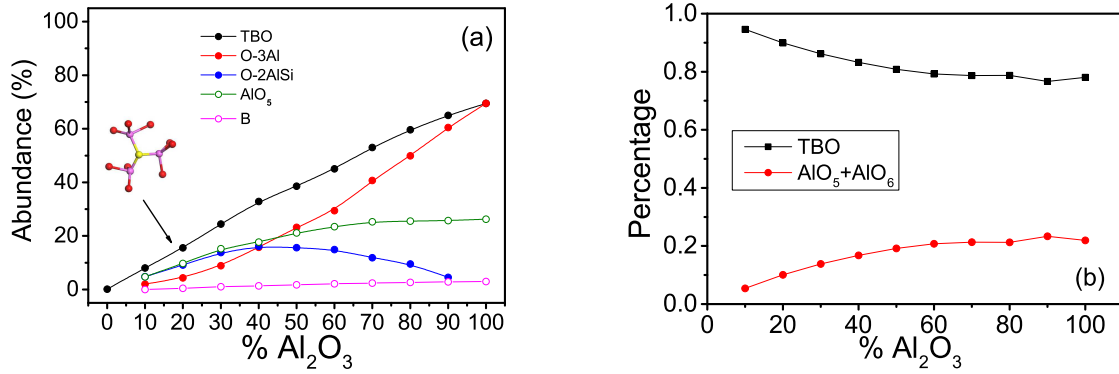 (a)
TBO
O-3Al
O-2AlSi
AlO₅
B
Abundance (%)
100
80
60
40
20
0
0 10 20 30 40 50 60 70 80 90 100
% Al₂O₃
(b)
TBO
AlO₅+AlO₆
Percentage
1.0
0.8
0.6
0.4
0.2
0.0
0 20 40 60 80 100
% Al₂O₃